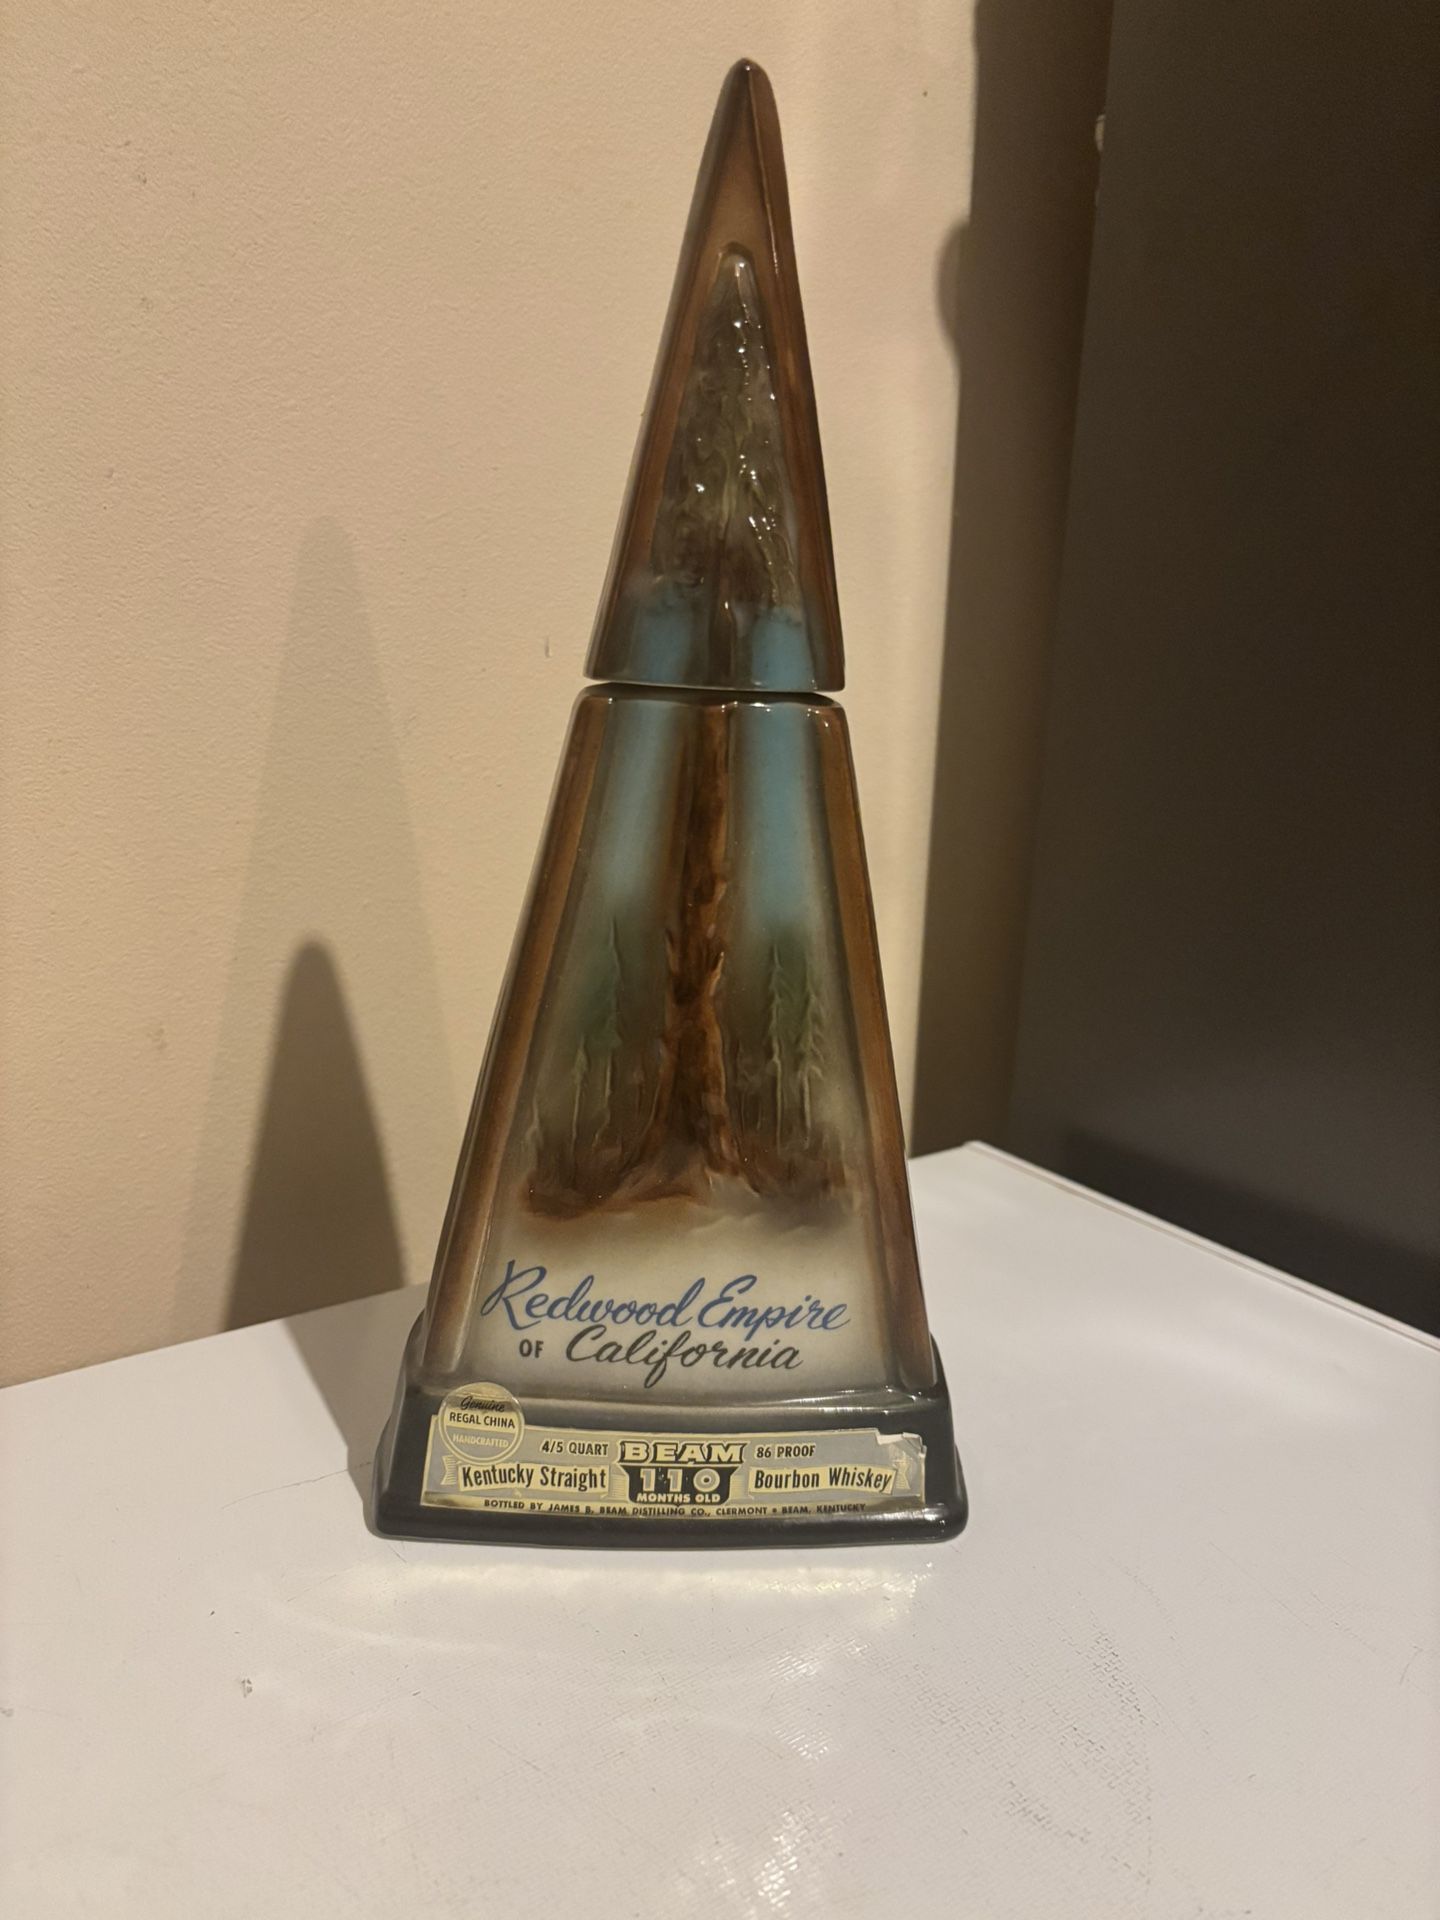 Redwood Empire
OF California
Genuine
REGAL CHINA
HANDCRAFTED
4/5 QUART BEAM 86 PROOF
Kentucky Straight 110 Bourbon Whiskey
MONTHS OLD
BOTTLED BY JAMES B. BEAM DISTILLING CO., CLERMONT • BEAM, KENTUCKY